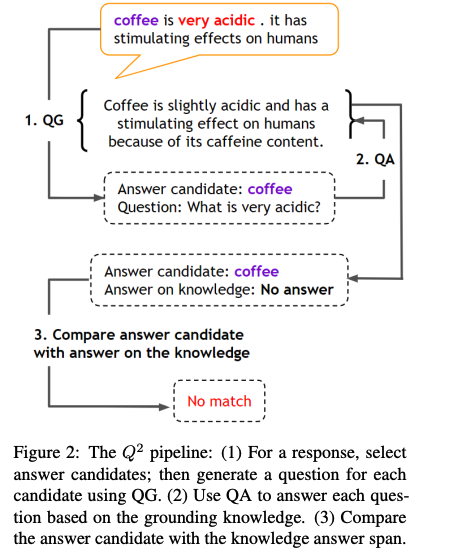 coffee is very acidic . it has
stimulating effects on humans
1. QG
Coffee is slightly acidic and has a
stimulating effect on humans
because of its caffeine content.
2. QA
Answer candidate: coffee
Question: What is very acidic?
Answer candidate: coffee
Answer on knowledge: No answer
3. Compare answer candidate
with answer on the knowledge
No match
Figure 2: The Q² pipeline: (1) For a response, select
answer candidates; then generate a question for each
candidate using QG. (2) Use QA to answer each ques-
tion based on the grounding knowledge. (3) Compare
the answer candidate with the knowledge answer span.